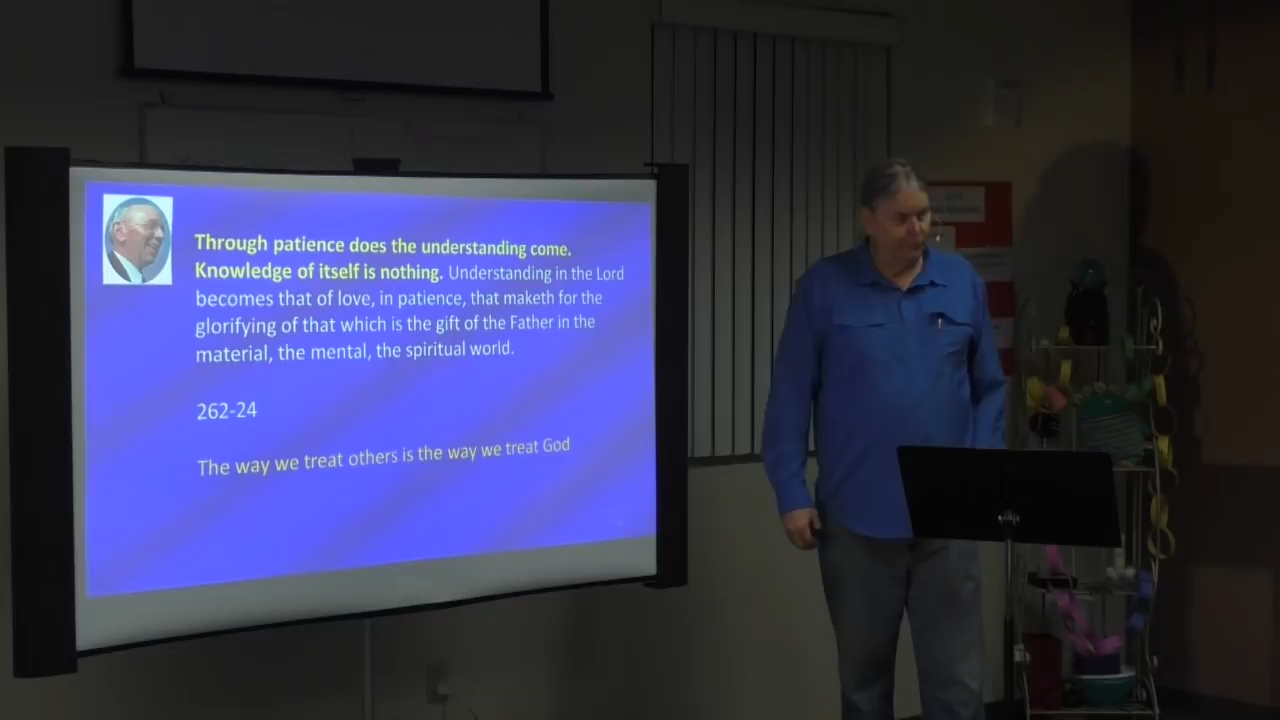 Through patience does the understanding come.
Knowledge of itself is nothing. Understanding in the Lord
becomes that of love, in patience, that maketh for the
glorifying of that which is the gift of the Father in the
material, the mental, the spiritual world.
262-24
The way we treat others is the way we treat God